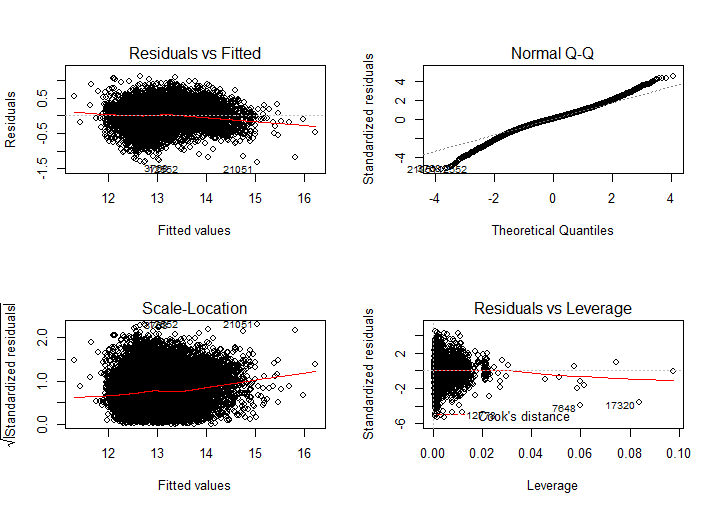 Residuals vs Fitted
Residuals
0.5
-0.5
-1.5
12552
21051
12 13 14 15 16
Fitted values
Normal Q-Q
Standardized residuals
4
2
0
-4
-4 -2 0 2 4
Theoretical Quantiles
Scale-Location
√|Standardized residuals|
2.0
1.0
0.0
21051
12 13 14 15 16
Fitted values
Residuals vs Leverage
Standardized residuals
2
-2
-6
Cook's distance
7648
17320
0.00 0.02 0.04 0.06 0.08 0.10
Leverage